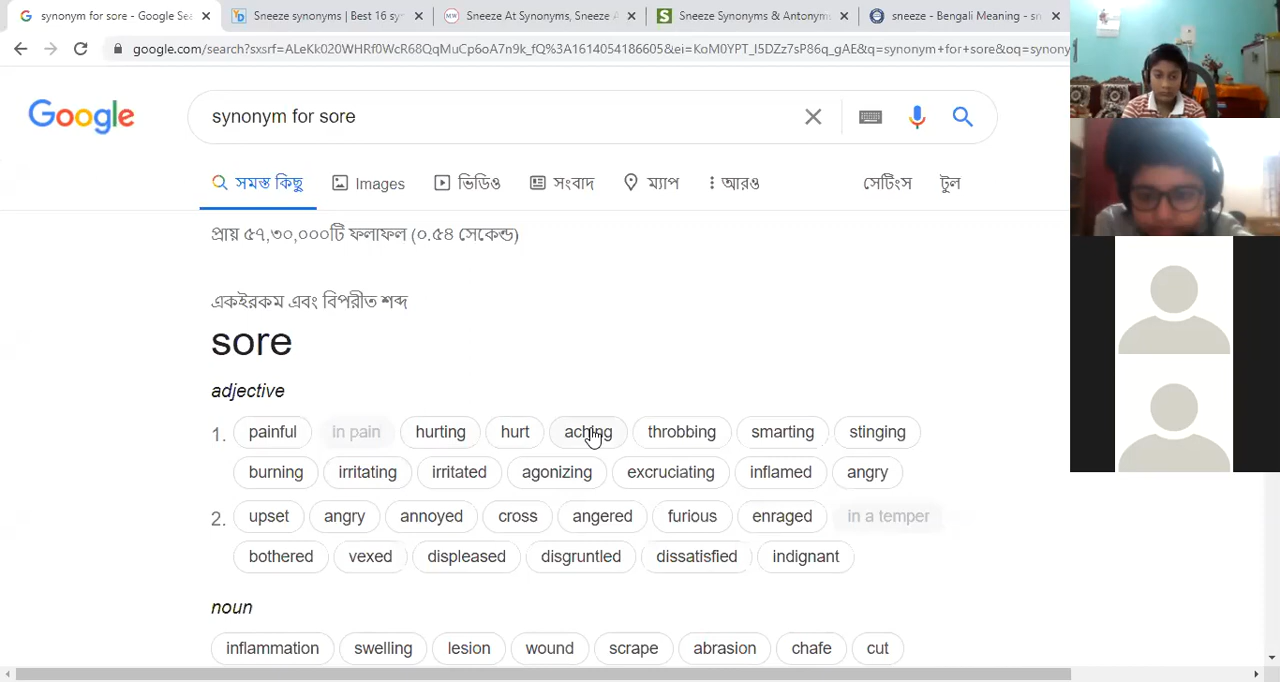 synonym for sore - Google Sea
Sneeze synonyms | Best 16 sy
Sneeze At Synonyms, Sneeze A
Sneeze Synonyms & Antonym
sneeze - Bengali Meaning - sn
google.com/search?sxsrf=ALeKk020WHRf0WcR68QqMuCp6oA7n9k_fQ%3A1614054186605&ei=KoM0YPT_I5DZz7sP86q_gAE&q=synonym+for+sore&oq=synony
Google
synonym for sore
সমস্ত কিছু
Images
ভিডিও
সংবাদ
ম্যাপ
আরও
সেটিংস
টুল
প্রায় ৫৭,৩০,০০০টি ফলাফল (০.৫৪ সেকেন্ড)
একইরকম এবং বিপরীত শব্দ
sore
adjective
1. painful in pain hurting hurt aching throbbing smarting stinging
burning irritating irritated agonizing excruciating inflamed angry
2. upset angry annoyed cross angered furious enraged in a temper
bothered vexed displeased disgruntled dissatisfied indignant
noun
inflammation swelling lesion wound scrape abrasion chafe cut